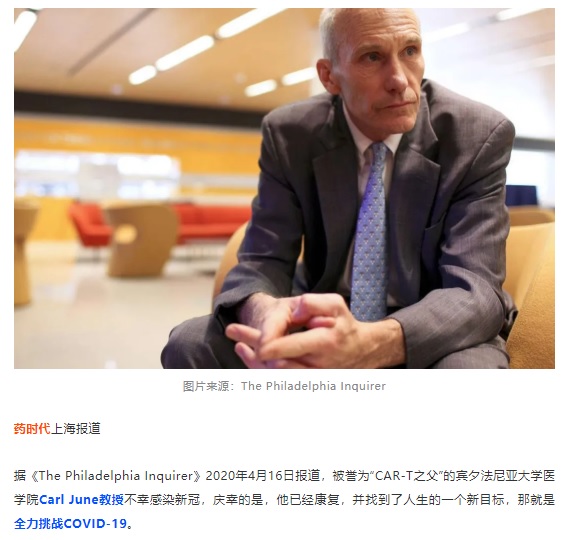 图片来源：The Philadelphia Inquirer
药时代上海报道
据《The Philadelphia Inquirer》2020年4月16日报道，被誉为“CAR-T之父”的宾夕法尼亚大学医
学院Carl June教授不幸感染新冠，庆幸的是，他已经康复，并找到了人生的一个新目标，那就是
全力挑战COVID-19。